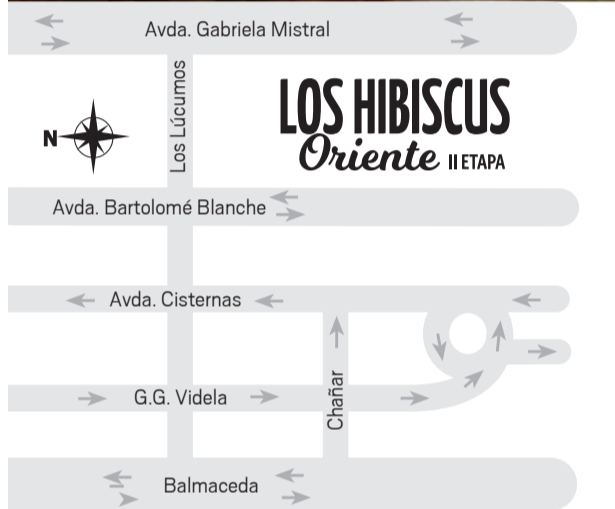 Avda. Gabriela Mistral
Los Lúcumos
LOS HIBISCUS
Oriente II ETAPA
N
Avda. Bartolomé Blanche
Avda. Cisternas
G.G. Videla
Chañar
Balmaceda